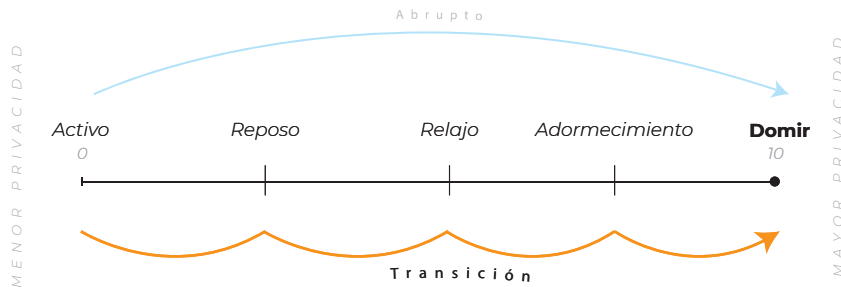 Abrupto
MENOR PRIVACIDAD
MAYOR PRIVACIDAD
Activo Reposo Relajo Adormecimiento Domir
0 10
Transición